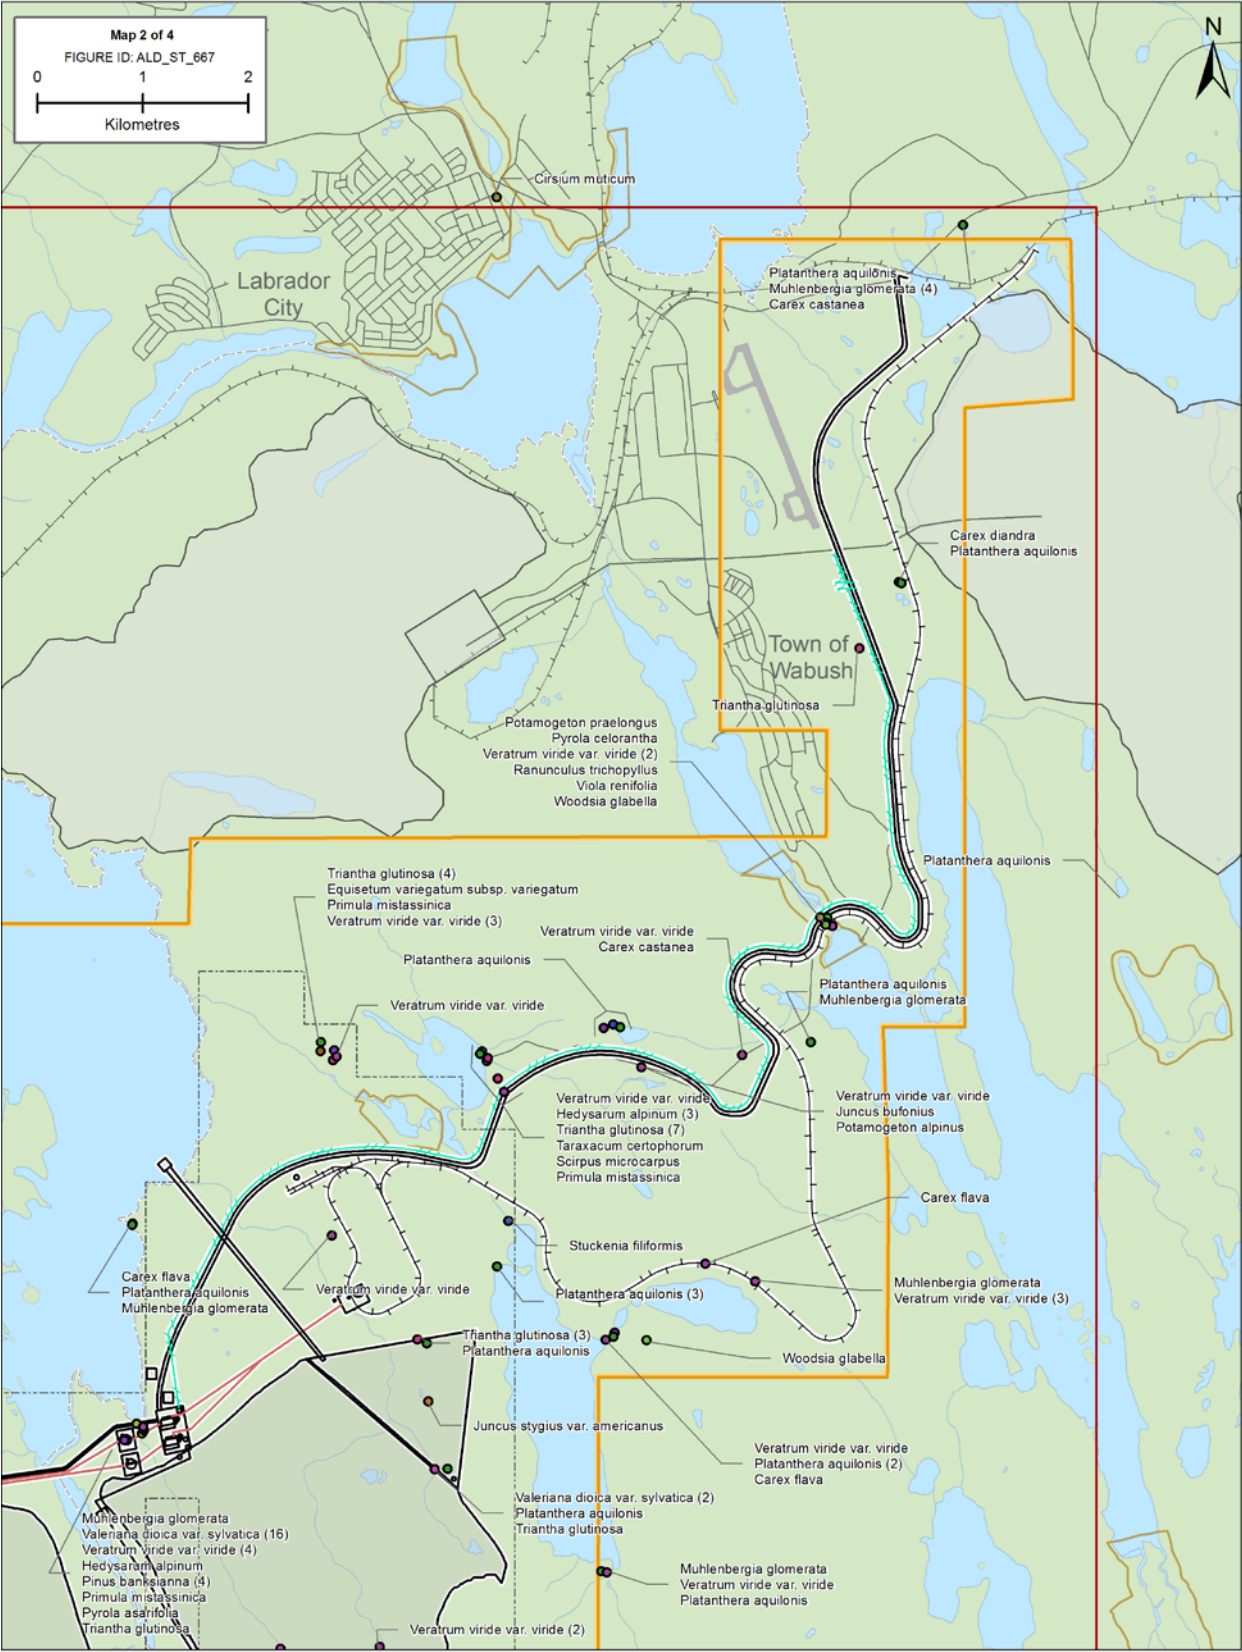 Map 2 of 4
FIGURE ID: ALD_ST_667
0 1 2
Kilometres
N
Cirsium muticum
Labrador
City
Platanthera aquilonis
Muhlenbergia glomerata (4)
Carex castanea
Carex diandra
Platanthera aquilonis
Town of
Wabush
Triantha glutinosa
Potamogeton praelongus
Pyrola celorantha
Veratrum viride var. viride (2)
Ranunculus trichopyllus
Viola renifolia
Woodsia glabella
Platanthera aquilonis
Triantha glutinosa (4)
Equisetum variegatum subsp. variegatum
Primula mistassinica
Veratrum viride var. viride (3)
Veratrum viride var. viride
Carex castanea
Platanthera aquilonis
Platanthera aquilonis
Muhlenbergia glomerata
Veratrum viride var. viride
Veratrum viride var. viride
Hedysarum alpinum (3)
Triantha glutinosa (7)
Taraxacum certophorum
Scirpus microcarpus
Primula mistassinica
Veratrum viride var. viride
Juncus bufonius
Potamogeton alpinus
Carex flava
Stuckenia filiformis
Carex flava
Platanthera aquilonis
Muhlenbergia glomerata
Veratrum viride var. viride
Platanthera aquilonis (3)
Muhlenbergia glomerata
Veratrum viride var. viride (3)
Triantha glutinosa (3)
Platanthera aquilonis
Woodsia glabella
Juncus stygius var. americanus
Veratrum viride var. viride
Platanthera aquilonis (2)
Carex flava
Valeriana dioica var. sylvatica (2)
Platanthera aquilonis
Triantha glutinosa
Muhlenbergia glomerata
Valeriana dioica var. sylvatica (16)
Veratrum viride var. viride (4)
Hedysarum alpinum
Pinus banksianna (4)
Primula mistassinica
Pyrola asarifolia
Triantha glutinosa
Muhlenbergia glomerata
Veratrum viride var. viride
Platanthera aquilonis
Veratrum viride var. viride (2)